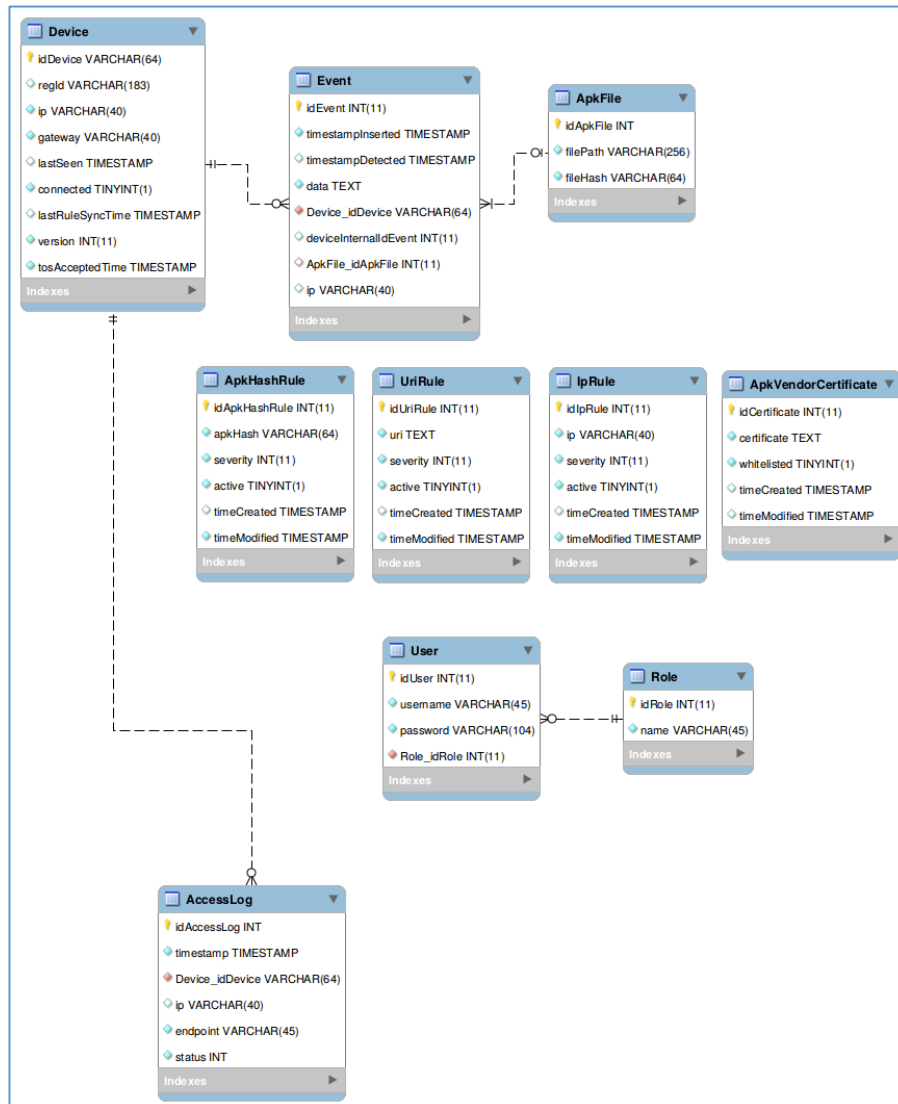 Device
idDevice VARCHAR(64)
regId VARCHAR(183)
ip VARCHAR(40)
gateway VARCHAR(40)
lastSeen TIMESTAMP
connected TINYINT(1)
lastRuleSyncTime TIMESTAMP
version INT(11)
tosAcceptedTime TIMESTAMP
Indexes
Event
idEvent INT(11)
timestampInserted TIMESTAMP
timestampDetected TIMESTAMP
data TEXT
Device_idDevice VARCHAR(64)
deviceInternalIdEvent INT(11)
ApkFile_idApkFile INT(11)
ip VARCHAR(40)
Indexes
ApkFile
idApkFile INT
filePath VARCHAR(256)
fileHash VARCHAR(64)
Indexes
ApkHashRule
idApkHashRule INT(11)
apkHash VARCHAR(64)
severity INT(11)
active TINYINT(1)
timeCreated TIMESTAMP
timeModified TIMESTAMP
Indexes
UriRule
idUriRule INT(11)
uri TEXT
severity INT(11)
active TINYINT(1)
timeCreated TIMESTAMP
timeModified TIMESTAMP
Indexes
IpRule
idIpRule INT(11)
ip VARCHAR(40)
severity INT(11)
active TINYINT(1)
timeCreated TIMESTAMP
timeModified TIMESTAMP
Indexes
ApkVendorCertificate
idCertificate INT(11)
certificate TEXT
whitelisted TINYINT(1)
timeCreated TIMESTAMP
timeModified TIMESTAMP
Indexes
User
idUser INT(11)
username VARCHAR(45)
password VARCHAR(104)
Role_idRole INT(11)
Indexes
Role
idRole INT(11)
name VARCHAR(45)
Indexes
AccessLog
idAccessLog INT
timestamp TIMESTAMP
Device_idDevice VARCHAR(64)
ip VARCHAR(40)
endpoint VARCHAR(45)
status INT
Indexes